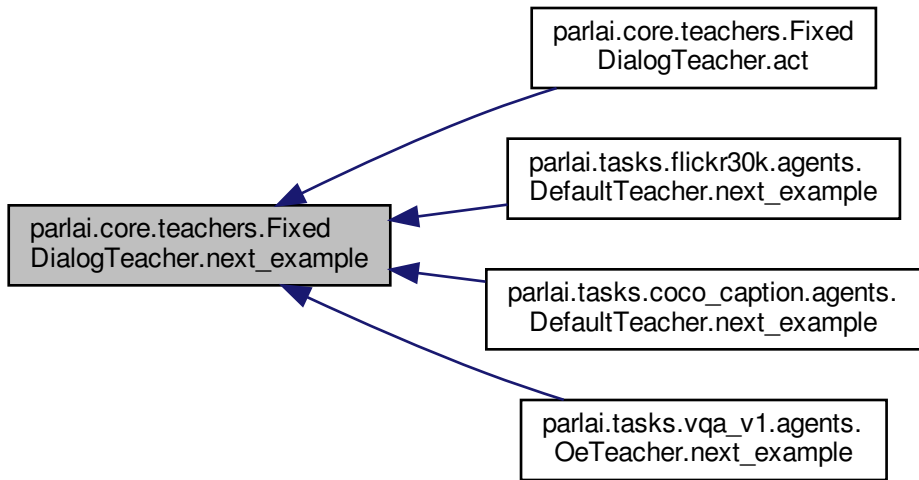 parlai.core.teachers.Fixed
DialogTeacher.act
parlai.tasks.flickr30k.agents.
DefaultTeacher.next_example
parlai.core.teachers.Fixed
DialogTeacher.next_example
parlai.tasks.coco_caption.agents.
DefaultTeacher.next_example
parlai.tasks.vqa_v1.agents.
OeTeacher.next_example